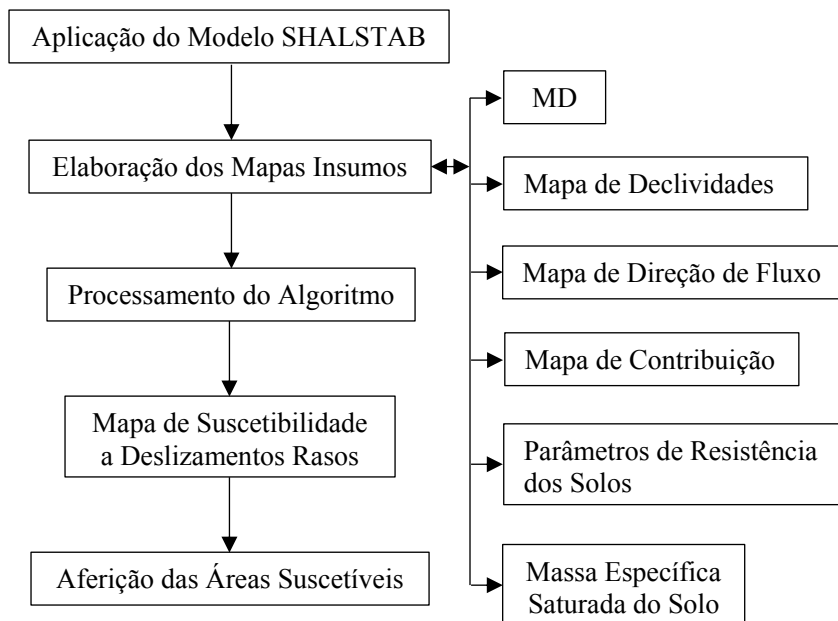 Aplicação do Modelo SHALSTAB
Elaboração dos Mapas Insumos
Processamento do Algoritmo
Mapa de Suscetibilidade
a Deslizamentos Rasos
Aferição das Áreas Suscetíveis
MD
Mapa de Declividades
Mapa de Direção de Fluxo
Mapa de Contribuição
Parâmetros de Resistência
dos Solos
Massa Específica
Saturada do Solo